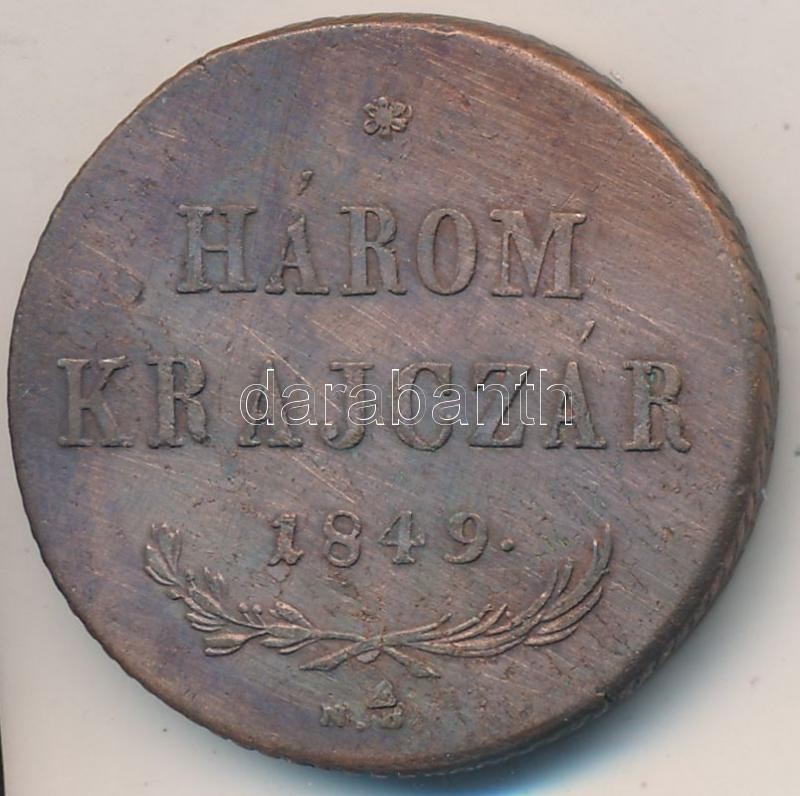 HÁROM
KRAJCZÁR
darabanth
1849.
N.B